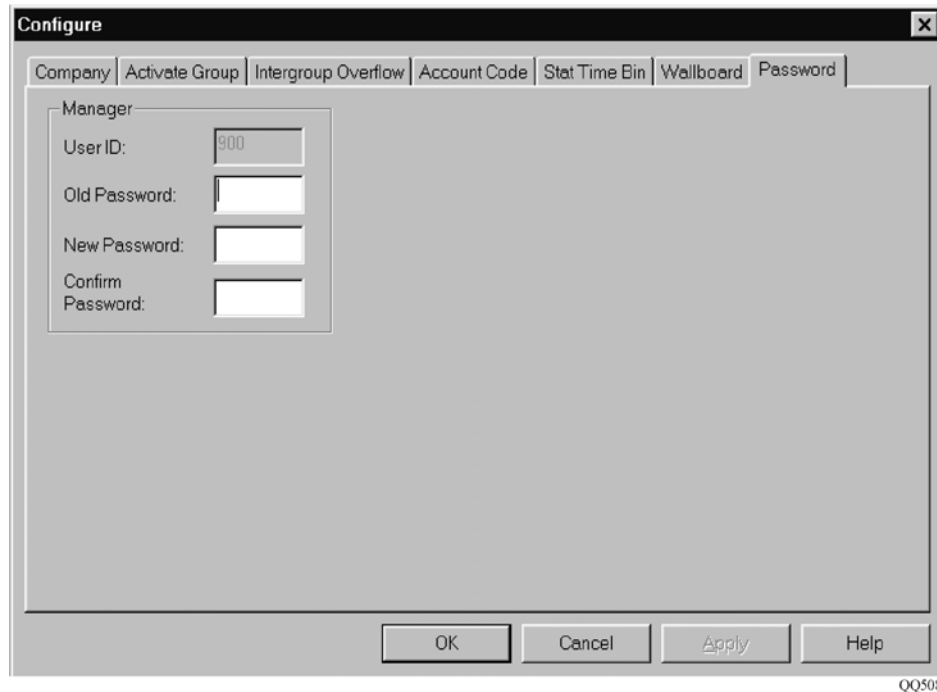 Configure
Company Activate Group Intergroup Overflow Account Code Stat Time Bin Wallboard Password
Manager
User ID: 900
Old Password:
New Password:
Confirm
Password:
OK Cancel Apply Help